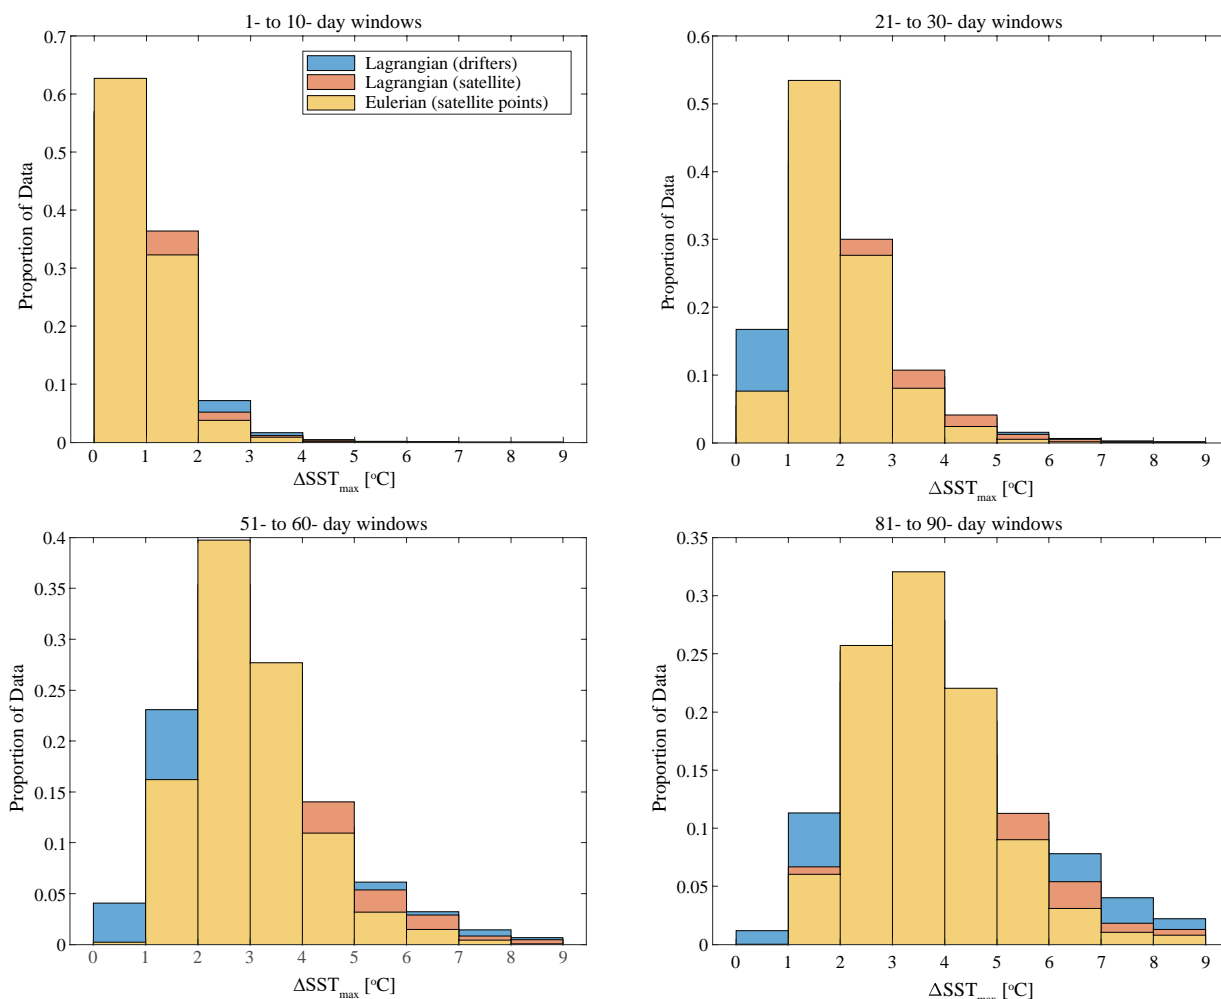 1- to 10- day windows
0.7
0.6
0.5
0.4
0.3
0.2
0.1
0
Proportion of Data
Lagrangian (drifters)
Lagrangian (satellite)
Eulerian (satellite points)
0 1 2 3 4 5 6 7 8 9
ΔSSTmax [°C]
21- to 30- day windows
0.6
0.5
0.4
0.3
0.2
0.1
0
Proportion of Data
0 1 2 3 4 5 6 7 8 9
ΔSSTmax [°C]
51- to 60- day windows
0.4
0.35
0.3
0.25
0.2
0.15
0.1
0.05
0
Proportion of Data
0 1 2 3 4 5 6 7 8 9
ΔSSTmax [°C]
81- to 90- day windows
0.35
0.3
0.25
0.2
0.15
0.1
0.05
0
Proportion of Data
0 1 2 3 4 5 6 7 8 9
ΔSSTmax [°C]